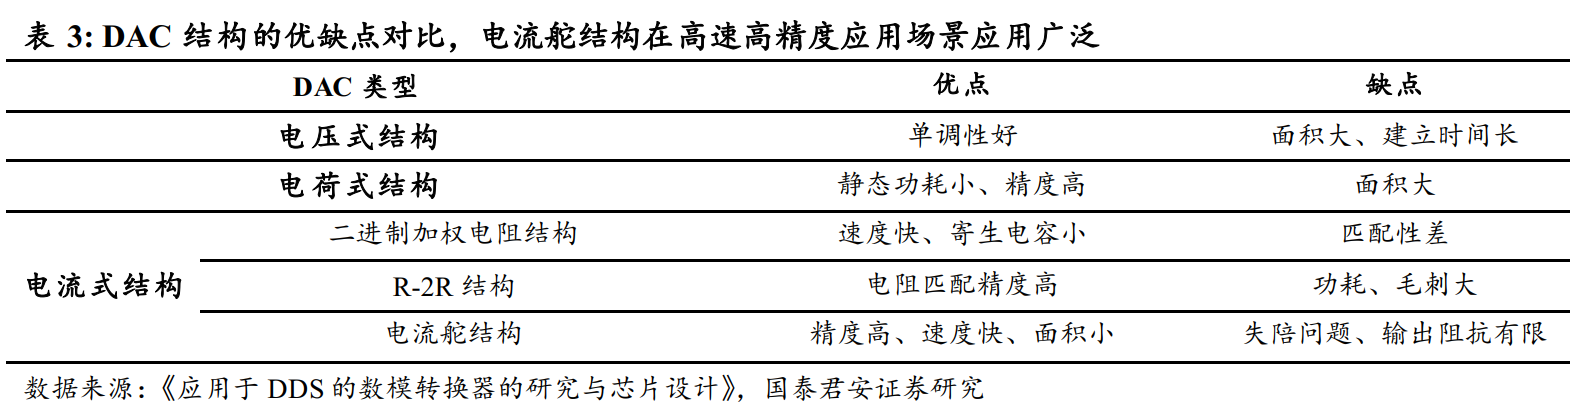 表 3: DAC 结构的优缺点对比，电流舵结构在高速高精度应用场景应用广泛
DAC 类型 优点 缺点
电压式结构 单调性好 面积大、建立时间长
电荷式结构 静态功耗小、精度高 面积大
电流式结构
二进制加权电阻结构 速度快、寄生电容小 匹配性差
R-2R 结构 电阻匹配精度高 功耗、毛刺大
电流舵结构 精度高、速度快、面积小 失陪问题、输出阻抗有限
数据来源：《应用于 DDS 的数模转换器的研究与芯片设计》，国泰君安证券研究